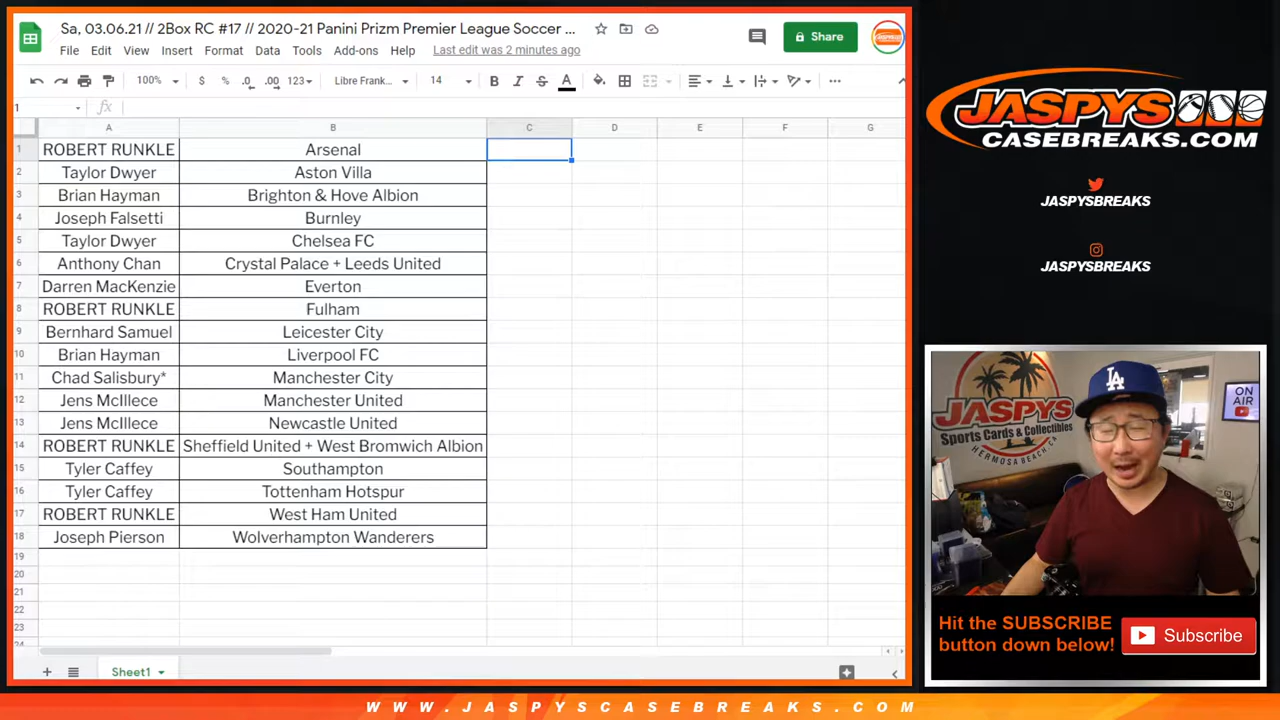 Sa, 03.06.21 // 2Box RC #17 // 2020-21 Panini Prizm Premier League Soccer ...
File Edit View Insert Format Data Tools Add-ons Help Last edit was 2 minutes ago
Share
100% $ % .0 .00 123 Libre Frank... 14 B I S A
1 fx
A B C D E F G
1 ROBERT RUNKLE Arsenal
2 Taylor Dwyer Aston Villa
3 Brian Hayman Brighton & Hove Albion
4 Joseph Falsetti Burnley
5 Taylor Dwyer Chelsea FC
6 Anthony Chan Crystal Palace + Leeds United
7 Darren MacKenzie Everton
8 ROBERT RUNKLE Fulham
9 Bernhard Samuel Leicester City
10 Brian Hayman Liverpool FC
11 Chad Salisbury* Manchester City
12 Jens McIllece Manchester United
13 Jens McIllece Newcastle United
14 ROBERT RUNKLE Sheffield United + West Bromwich Albion
15 Tyler Caffey Southampton
16 Tyler Caffey Tottenham Hotspur
17 ROBERT RUNKLE West Ham United
18 Joseph Pierson Wolverhampton Wanderers
19
20
21
22
23
24
Sheet1
JASPYS
CASEBREAKS.COM
JASPYSBREAKS
JASPYSBREAKS
JASPYS
Sports Cards & Collectibles
HERMOSA BEACH, CA
LA
ON
AIR
Hit the SUBSCRIBE
button down below!
Subscribe
WWW.JASPYSCASEBREAKS.COM